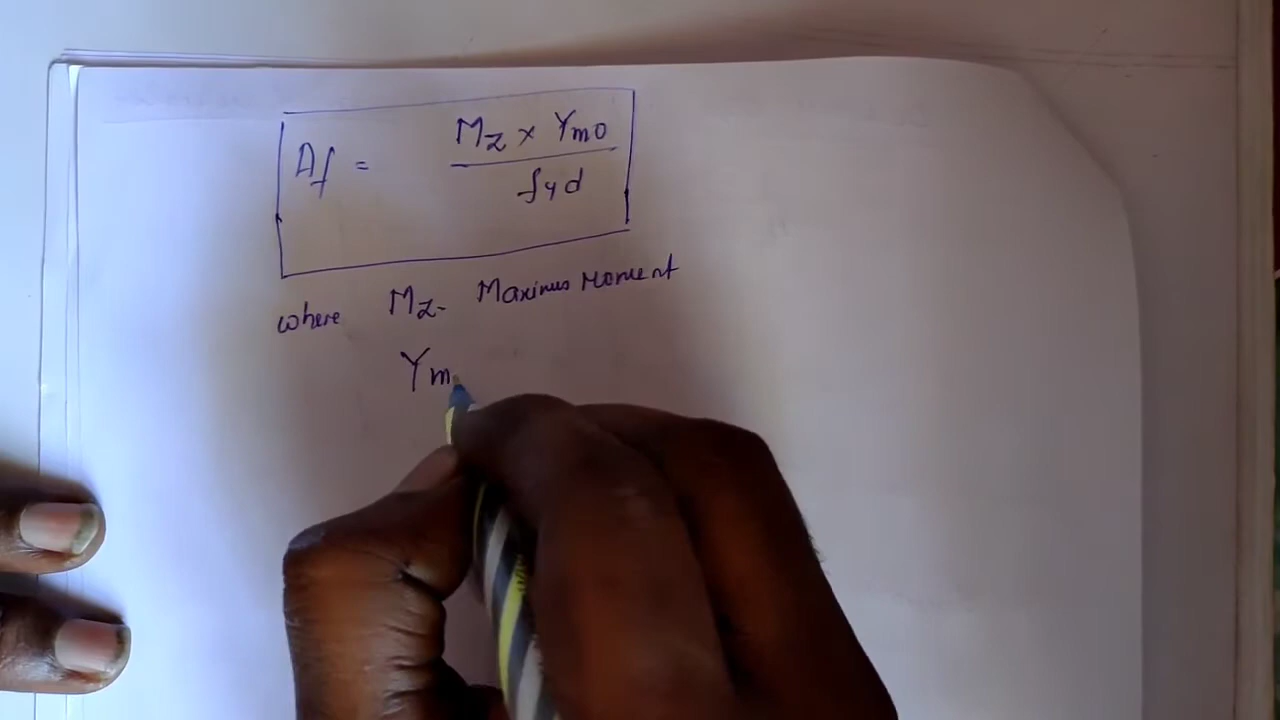 Af = Mz × Ymo / fyd
where Mz- Maximus Moment
Ym